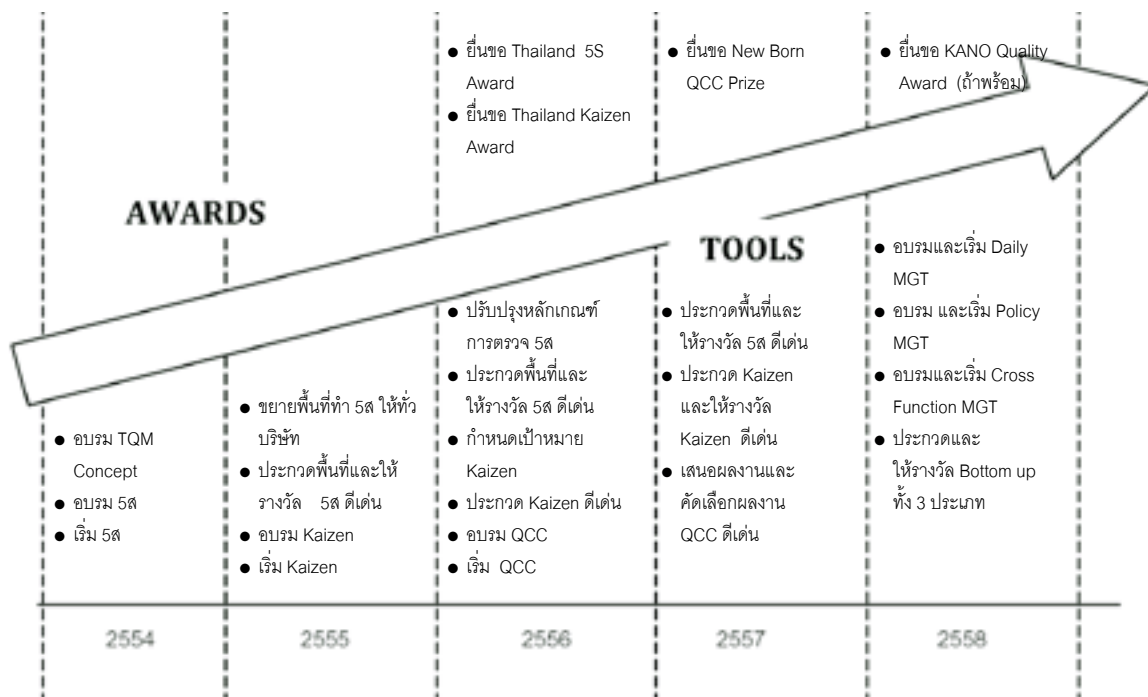 ● ยื่นขอ Thailand 5S
Award
● ยื่นขอ Thailand Kaizen
Award
● ยื่นขอ New Born
QCC Prize
● ยื่นขอ KANO Quality
Award (ถ้าพร้อม)
AWARDS
TOOLS
● อบรม TQM
Concept
● อบรม 5ส
● เริ่ม 5ส
● ขยายพื้นที่ทำ 5ส ให้ทั่ว
บริษัท
● ประกวดพื้นที่และให้
รางวัล 5ส ดีเด่น
● อบรม Kaizen
● เริ่ม Kaizen
● ปรับปรุงหลักเกณฑ์
การตรวจ 5ส
● ประกวดพื้นที่และ
ให้รางวัล 5ส ดีเด่น
● กำหนดเป้าหมาย
Kaizen
● ประกวด Kaizen ดีเด่น
● อบรม QCC
● เริ่ม QCC
● ประกวดพื้นที่และ
ให้รางวัล 5ส ดีเด่น
● ประกวด Kaizen
และให้รางวัล
Kaizen ดีเด่น
● เสนอผลงานและ
คัดเลือกผลงาน
QCC ดีเด่น
● อบรมและเริ่ม Daily
MGT
● อบรม และเริ่ม Policy
MGT
● อบรมและเริ่ม Cross
Function MGT
● ประกวดและ
ให้รางวัล Bottom up
ทั้ง 3 ประเภท
2554
2555
2556
2557
2558